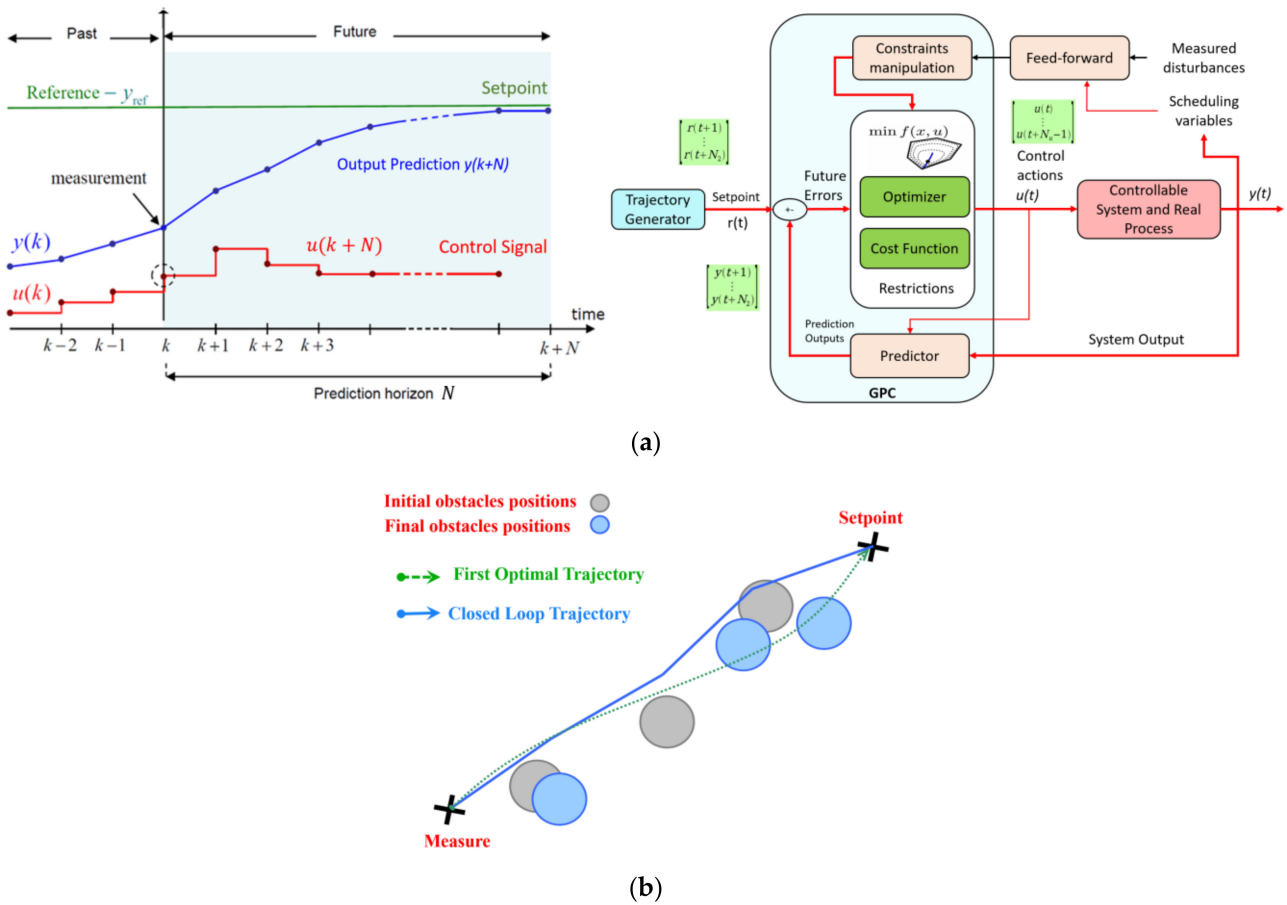 Past
Future
Reference − y_ref
Setpoint
Output Prediction y(k+N)
measurement
y(k)
u(k+N)
Control Signal
u(k)
time
k−2
k−1
k
k+1
k+2
k+3
k+N
Prediction horizon N
Constraints
manipulation
Feed-forward
Measured
disturbances
Scheduling
variables
r(t+1)
⋮
r(t+N₂)
min f(x,u)
u(t)
⋮
u(t+Nᵤ−1)
Control
actions
u(t)
Trajectory
Generator
Setpoint
r(t)
+-
Future
Errors
Optimizer
Cost Function
Restrictions
Controllable
System and Real
Process
y(t)
y(t+1)
⋮
y(t+N₂)
Prediction
Outputs
Predictor
System Output
GPC
(a)
Initial obstacles positions
Final obstacles positions
First Optimal Trajectory
Closed Loop Trajectory
Setpoint
Measure
(b)